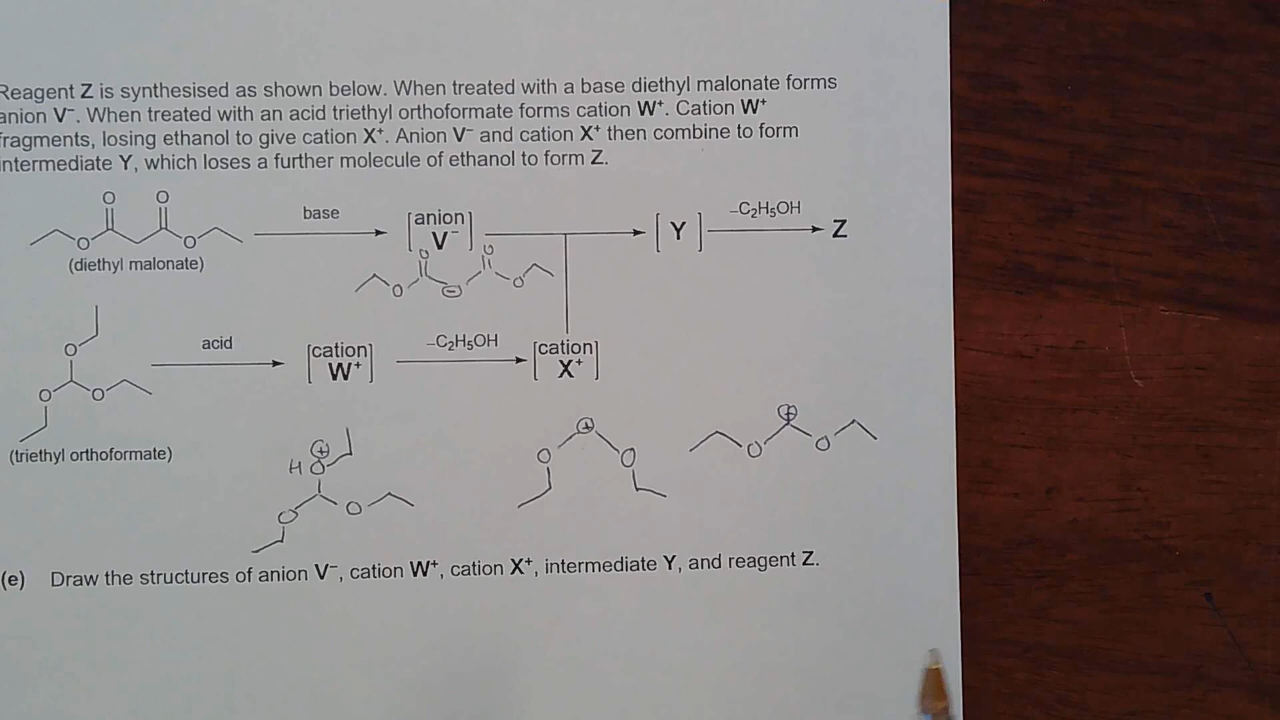 Reagent Z is synthesised as shown below. When treated with a base diethyl malonate forms
anion V⁻. When treated with an acid triethyl orthoformate forms cation W⁺. Cation W⁺
fragments, losing ethanol to give cation X⁺. Anion V⁻ and cation X⁺ then combine to form
intermediate Y, which loses a further molecule of ethanol to form Z.
O O
O O
(diethyl malonate)
base
[anion V⁻]
[Y]
–C₂H₅OH
Z
O O
O ⊖ O
O
O O
(triethyl orthoformate)
acid
[cation W⁺]
–C₂H₅OH
[cation X⁺]
⊕
H O
O O
⊕
O O
⊕
O O
(e) Draw the structures of anion V⁻, cation W⁺, cation X⁺, intermediate Y, and reagent Z.